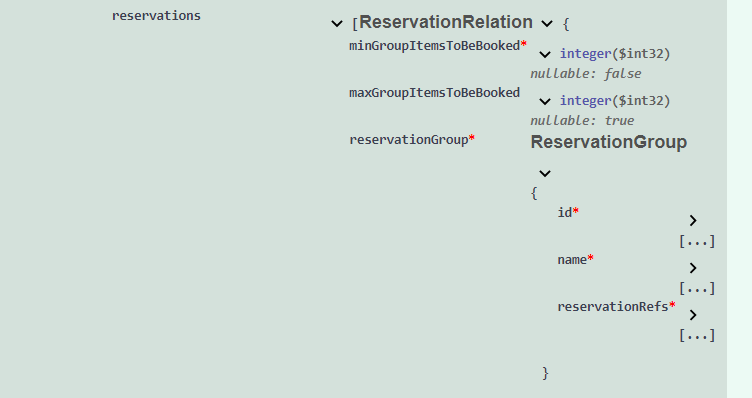 reservations [ReservationRelation {
minGroupItemsToBeBooked* integer($int32)
nullable: false
maxGroupItemsToBeBooked integer($int32)
nullable: true
reservationGroup* ReservationGroup
{
id*
[...]
name*
[...]
reservationRefs*
[...]
}